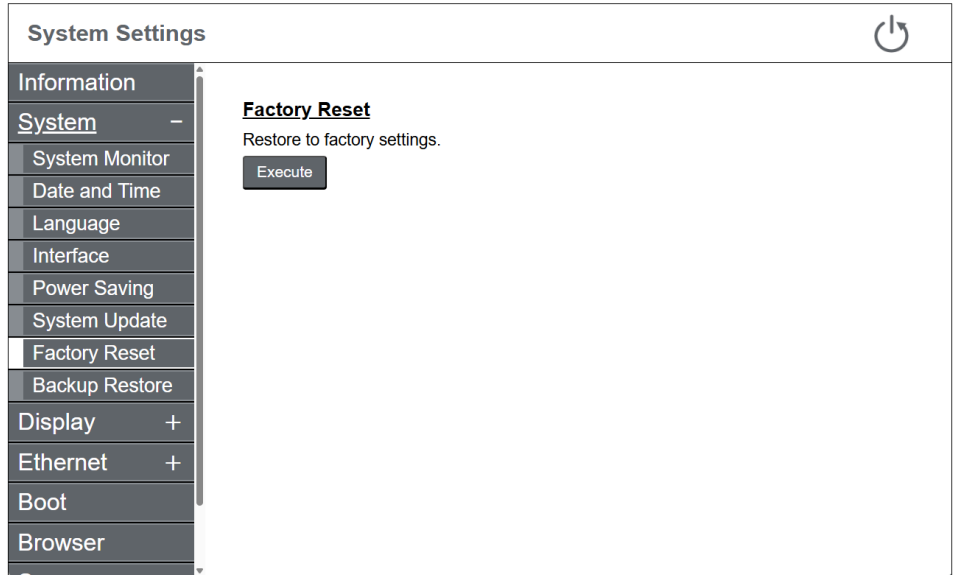 System Settings
Information
System −
System Monitor
Date and Time
Language
Interface
Power Saving
System Update
Factory Reset
Backup Restore
Display +
Ethernet +
Boot
Browser
Factory Reset
Restore to factory settings.
Execute